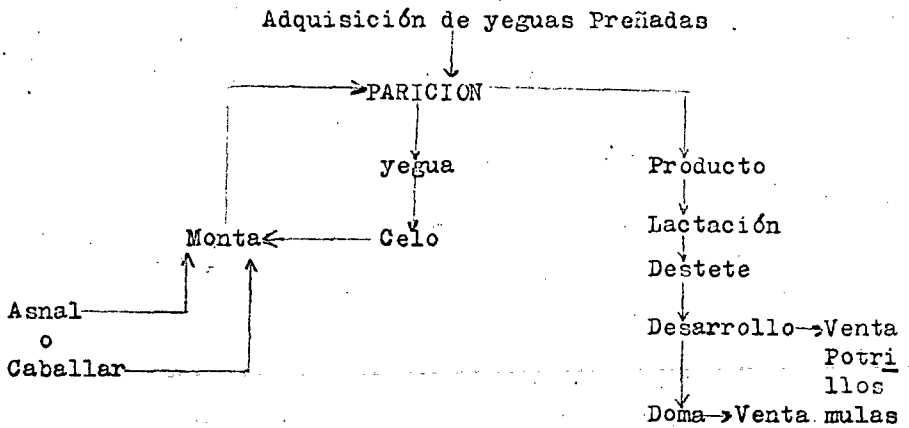 Adquisición de yeguas Preñadas
PARICION
yegua
Producto
Monta
Celo
Lactación
Destete
Asnal
o
Caballar
Desarrollo
Venta
Potri
llos
Doma
Venta mulas